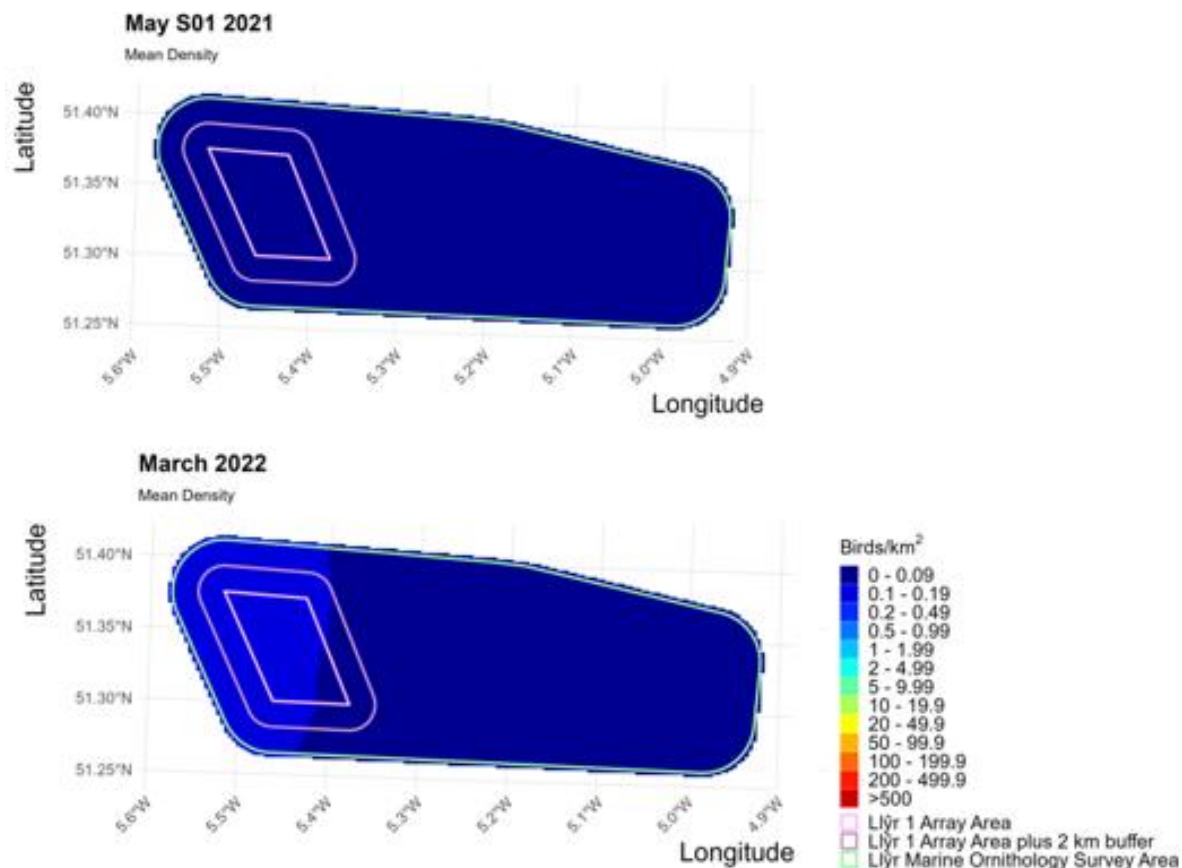 May S01 2021
Mean Density
Latitude
51.40°N
51.35°N
51.30°N
51.25°N
5.6°W
5.5°W
5.4°W
5.3°W
5.2°W
5.1°W
5.0°W
4.9°W
Longitude
March 2022
Mean Density
Latitude
51.40°N
51.35°N
51.30°N
51.25°N
5.6°W
5.5°W
5.4°W
5.3°W
5.2°W
5.1°W
5.0°W
4.9°W
Longitude
Birds/km²
0 - 0.09
0.1 - 0.19
0.2 - 0.49
0.5 - 0.99
1 - 1.99
2 - 4.99
5 - 9.99
10 - 19.9
20 - 49.9
50 - 99.9
100 - 199.9
200 - 499.9
>500
Llŷr 1 Array Area
Llŷr 1 Array Area plus 2 km buffer
Llŷr Marine Ornithology Survey Area